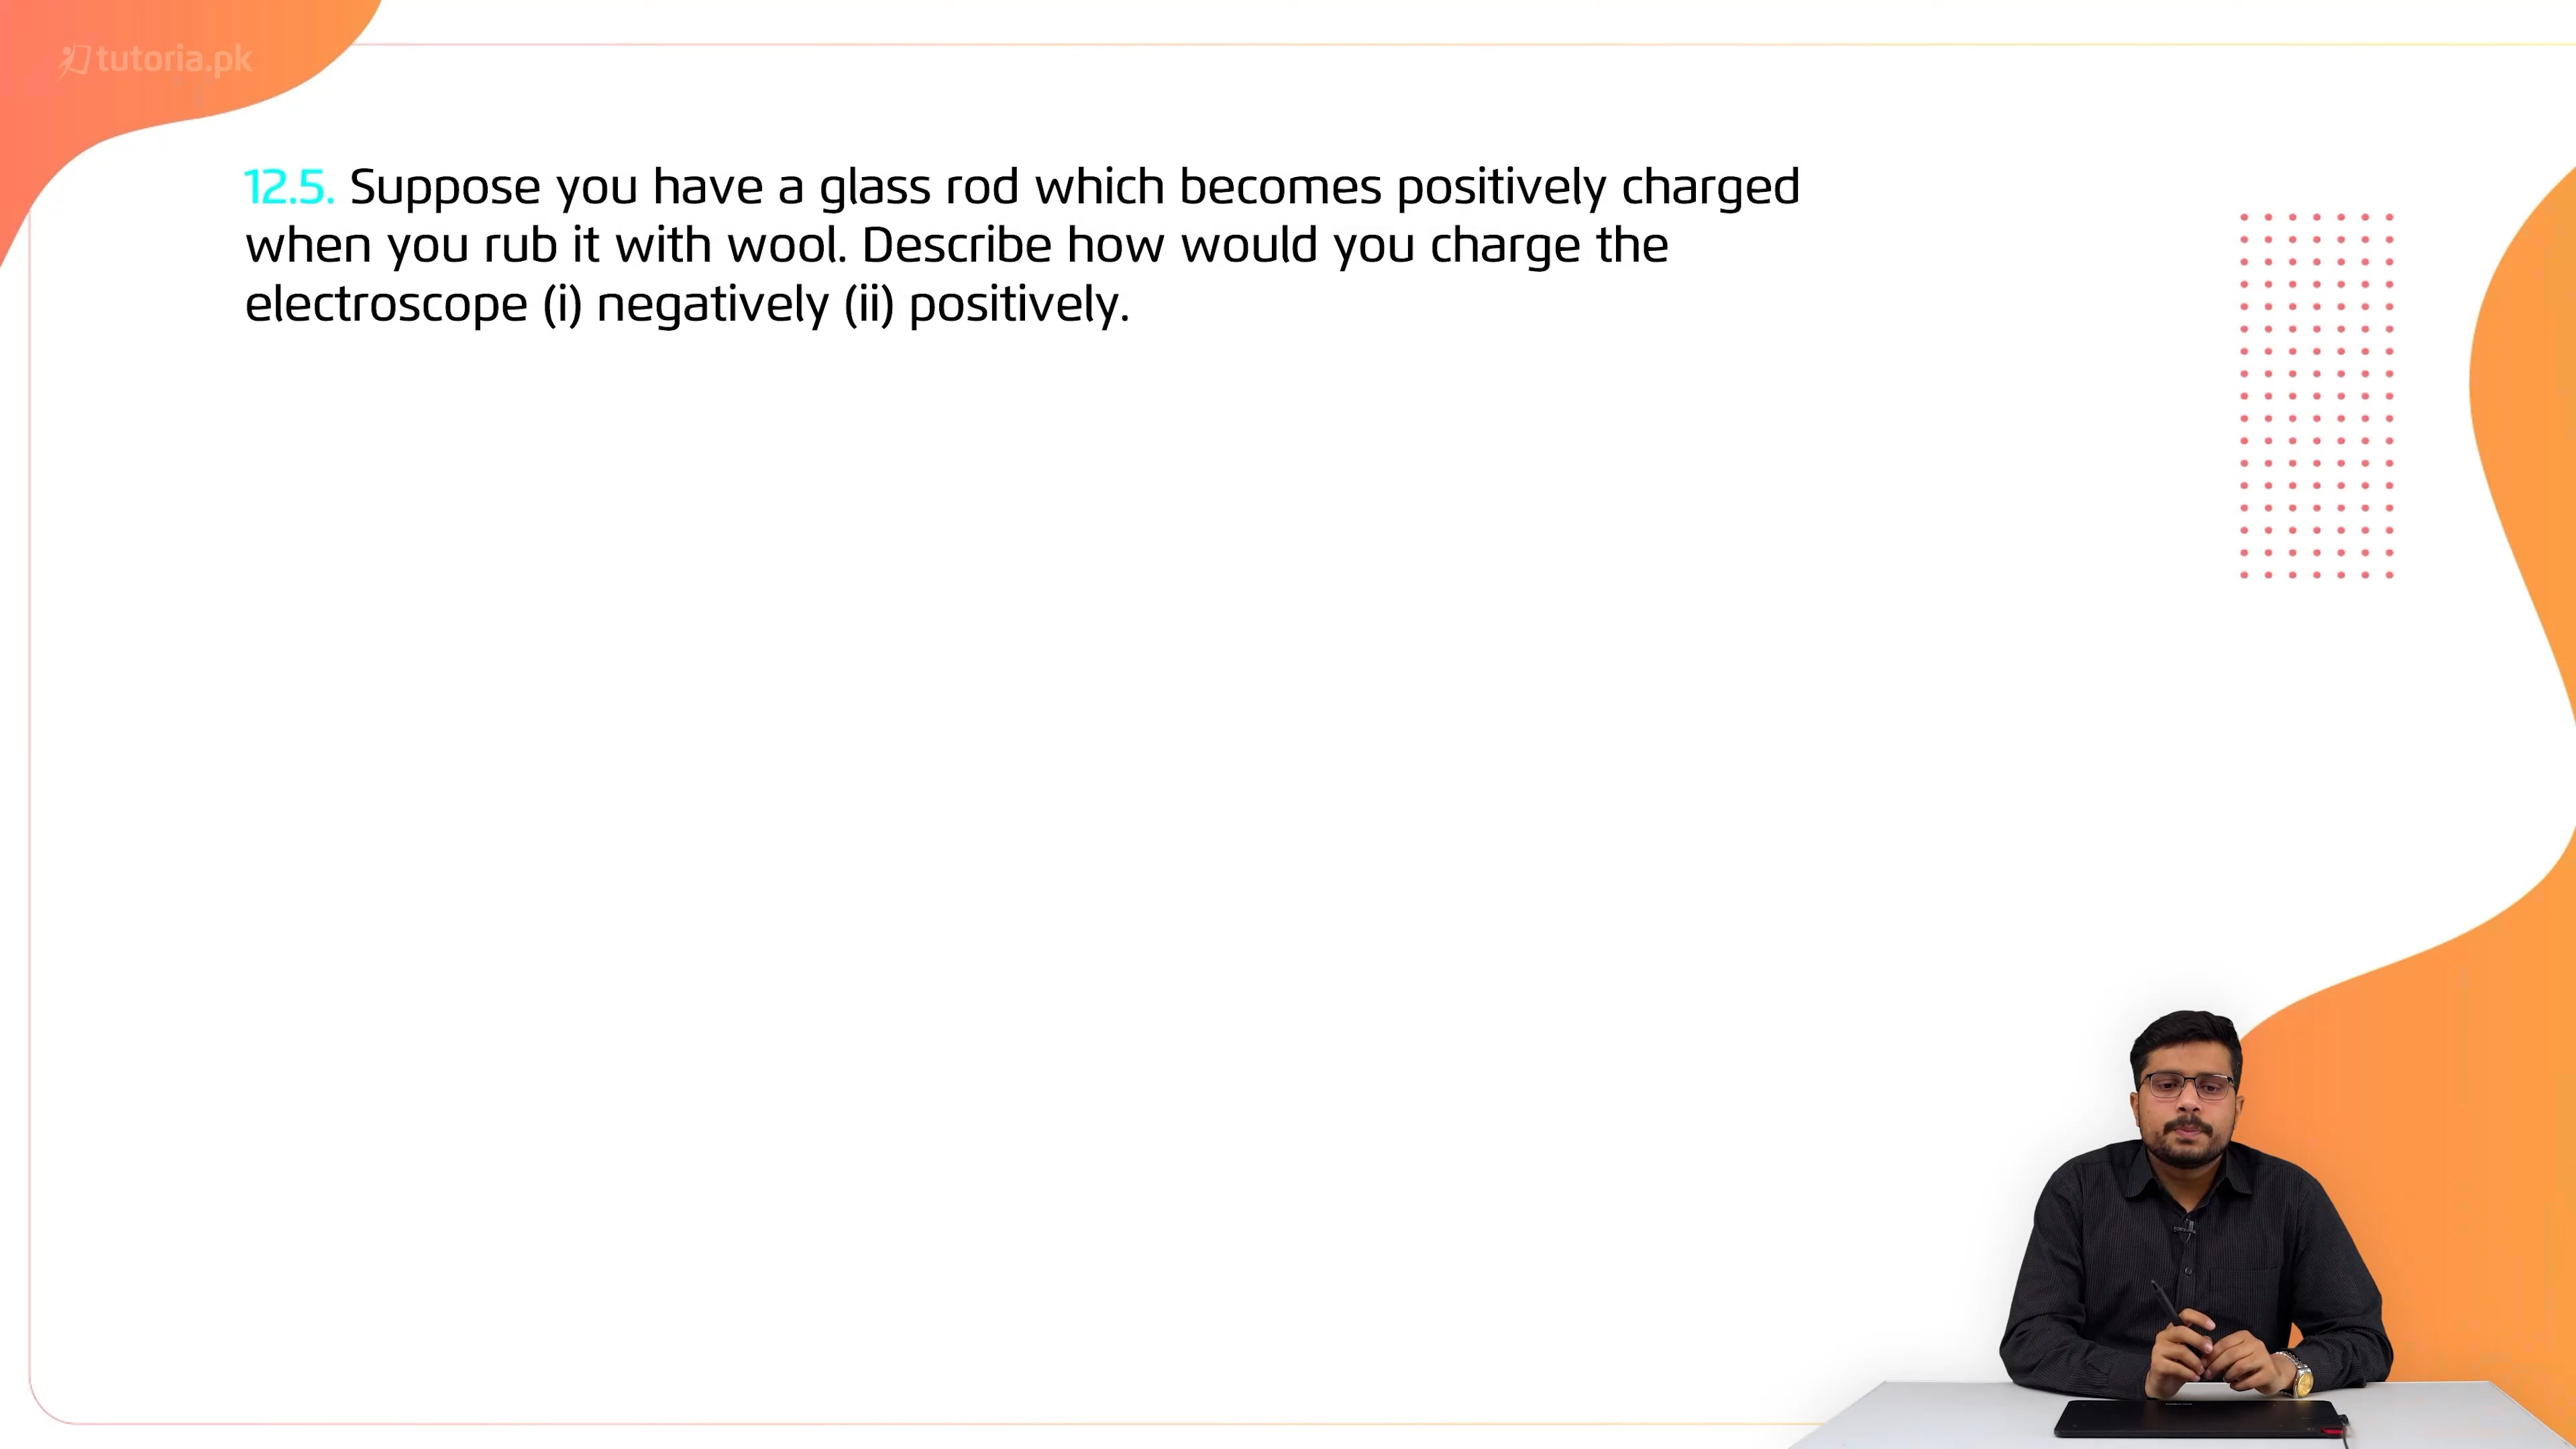 tutoria.pk
12.5. Suppose you have a glass rod which becomes positively charged
when you rub it with wool. Describe how would you charge the
electroscope (i) negatively (ii) positively.